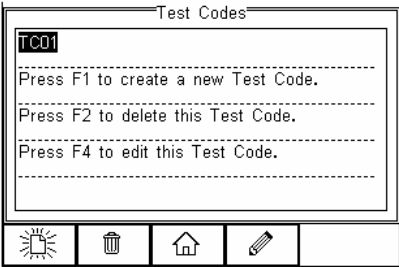 Test Codes
TC01
Press F1 to create a new Test Code.
Press F2 to delete this Test Code.
Press F4 to edit this Test Code.